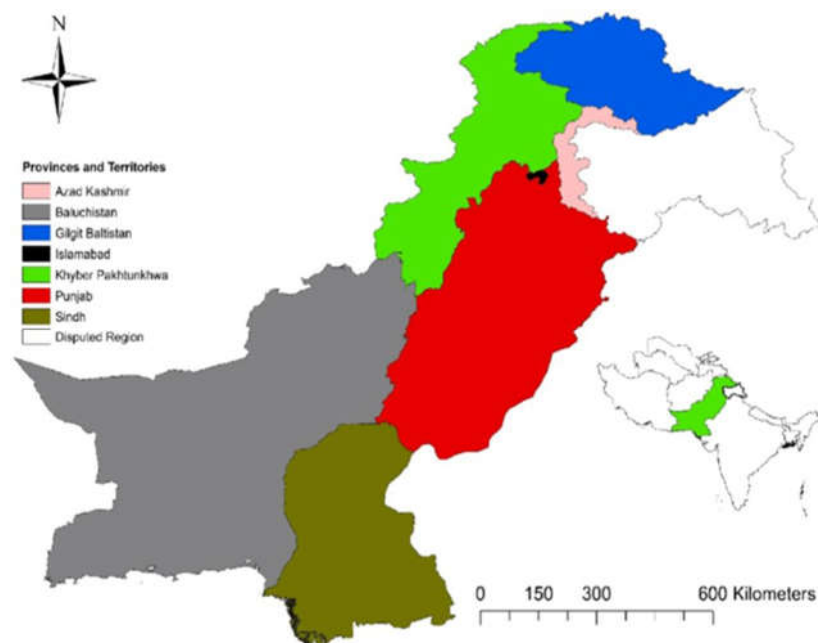 N
Provinces and Territories
Azad Kashmir
Baluchistan
Gilgit Baltistan
Islamabad
Khyber Pakhtunkhwa
Punjab
Sindh
Disputed Region
0 150 300 600 Kilometers